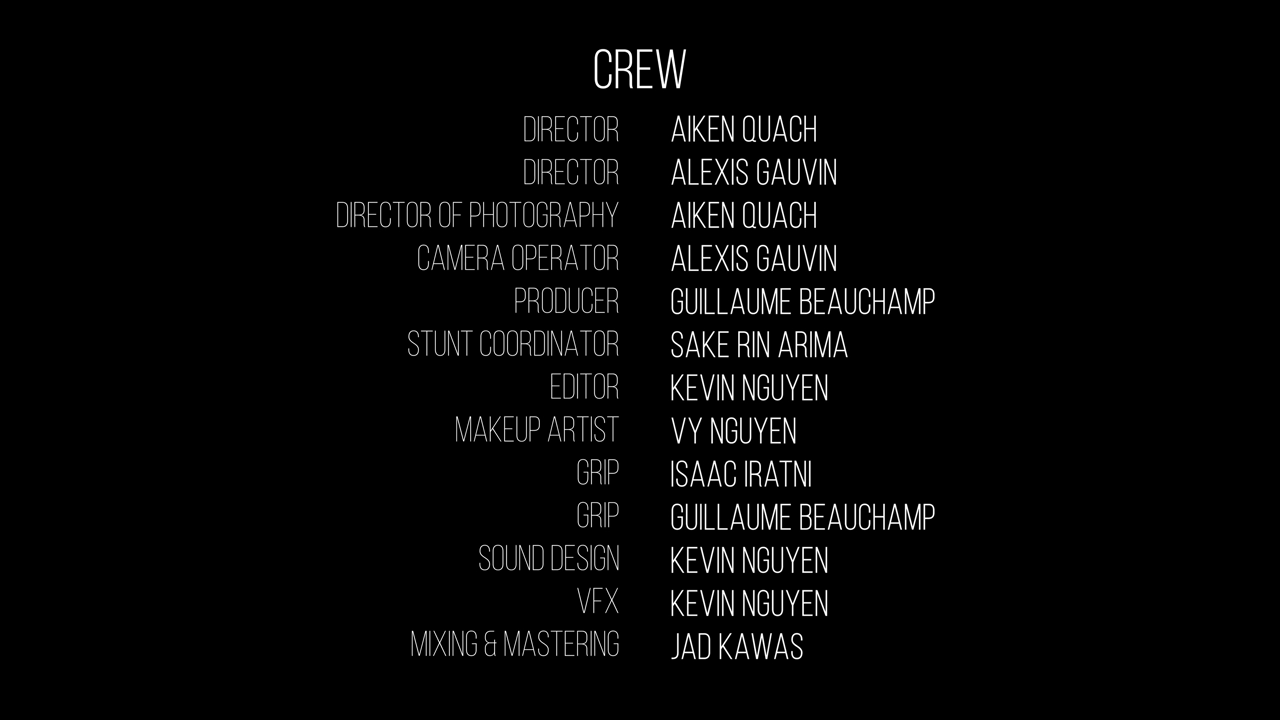 CREW
DIRECTOR AIKEN QUACH
DIRECTOR ALEXIS GAUVIN
DIRECTOR OF PHOTOGRAPHY AIKEN QUACH
CAMERA OPERATOR ALEXIS GAUVIN
PRODUCER GUILLAUME BEAUCHAMP
STUNT COORDINATOR SAKE RIN ARIMA
EDITOR KEVIN NGUYEN
MAKEUP ARTIST VY NGUYEN
GRIP ISAAC IRATNI
GRIP GUILLAUME BEAUCHAMP
SOUND DESIGN KEVIN NGUYEN
VFX KEVIN NGUYEN
MIXING & MASTERING JAD KAWAS